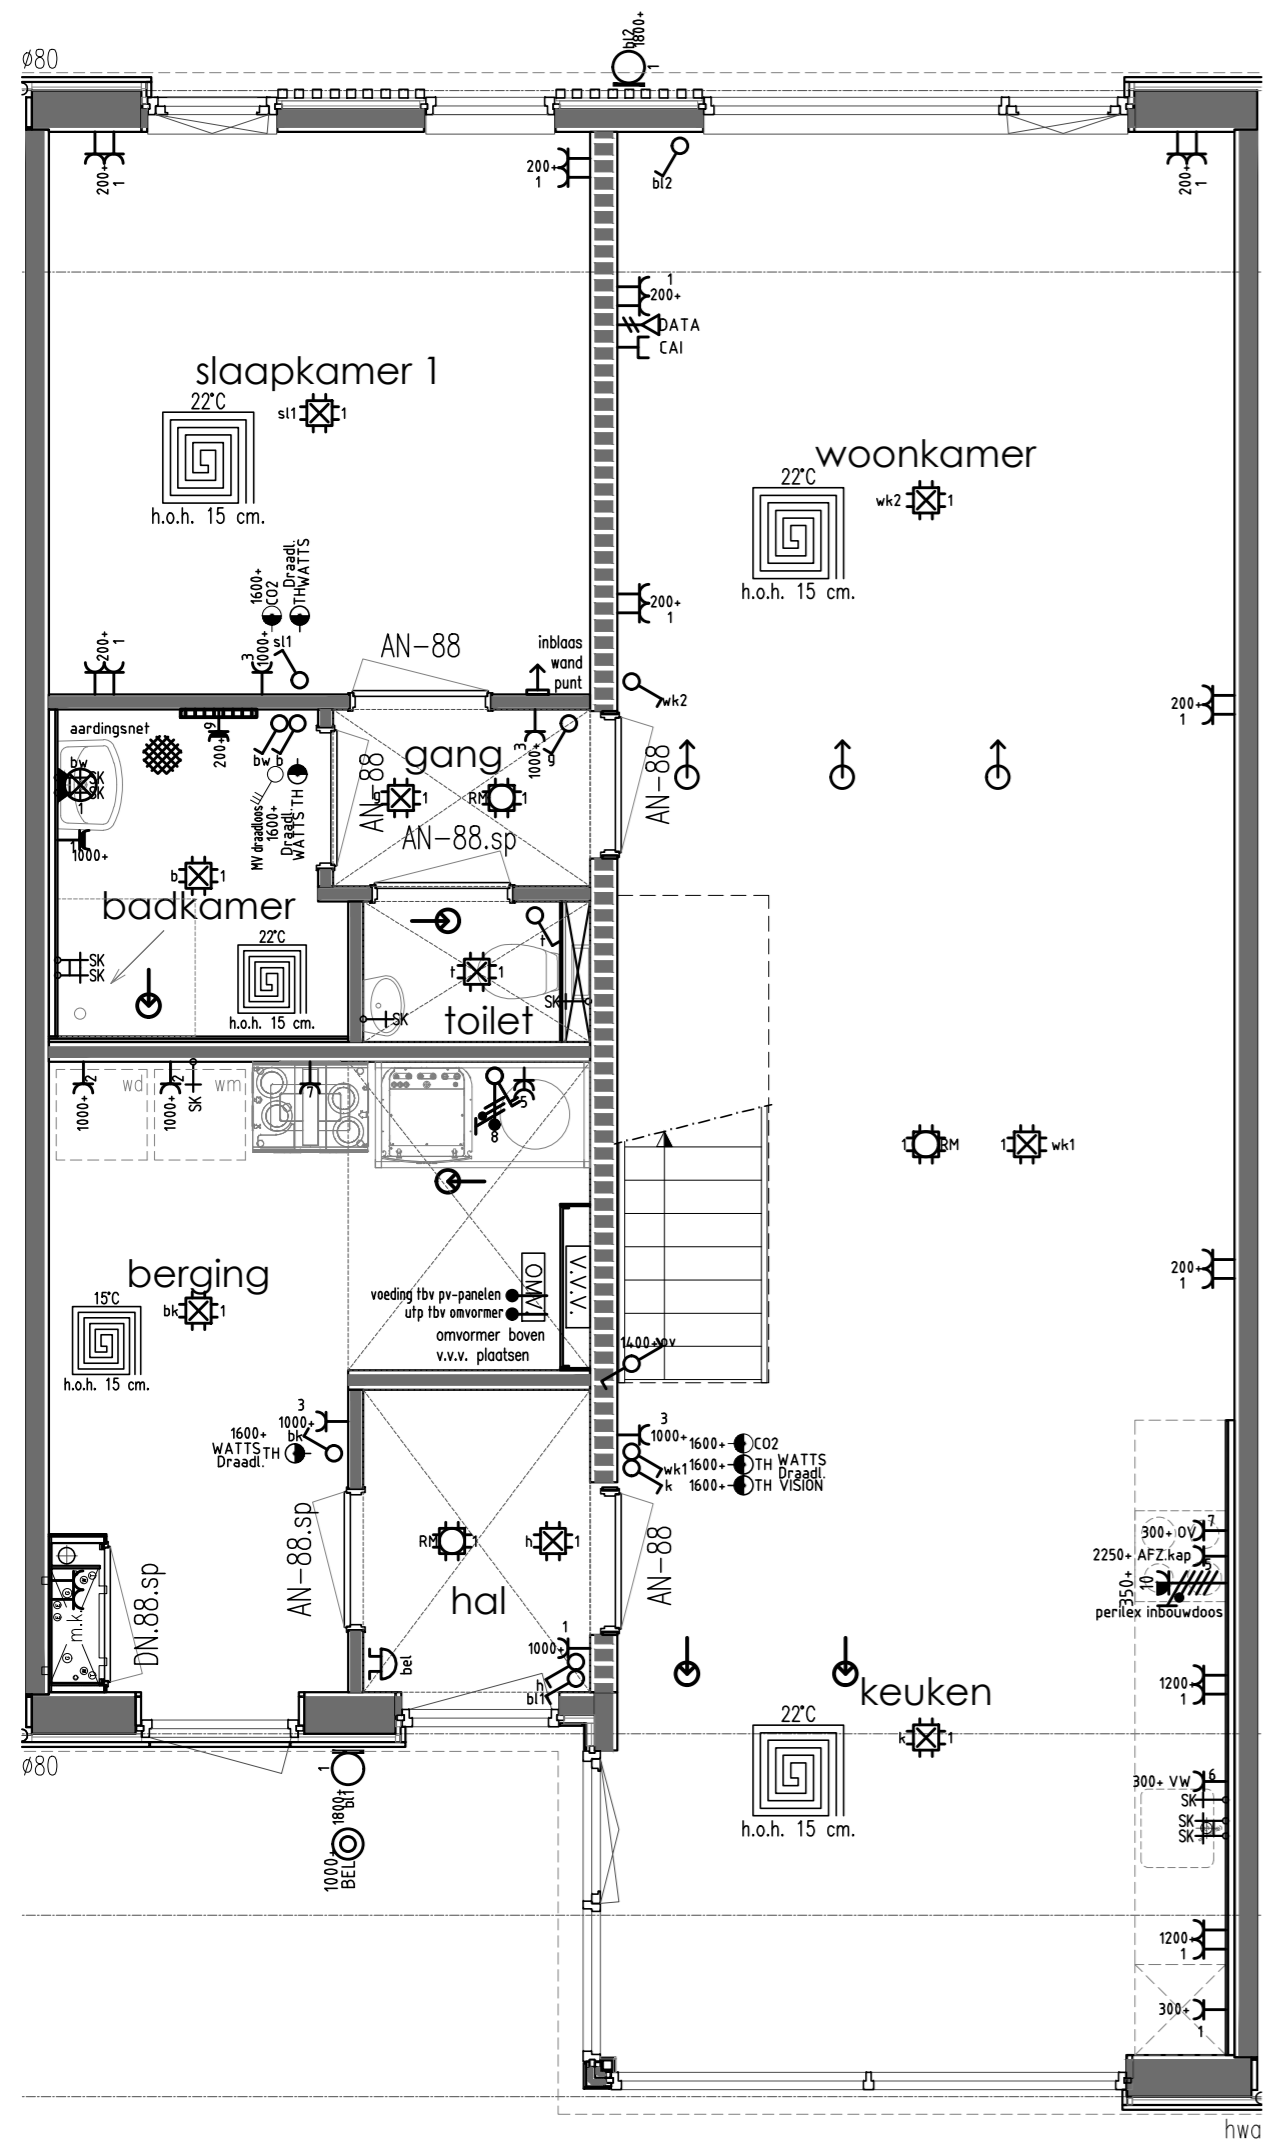 ø80
bl2
1800+
1
200+
1
200+
1
bl2
200+
1
1
200+
DATA
CAI
slaapkamer 1
22°C
sl1
1
h.o.h. 15 cm.
woonkamer
22°C
wk2
1
h.o.h. 15 cm.
1600+
CO2
Draadl.
TH WATTS
200+
1
200+
1
3
1000+
sl1
AN-88
inblaas
wand
punt
wk2
200+
1
aardingsnet
9
200+
bw b
gang
3
1000+
g
AN-88
bw
SK
SK
1
MV draadloos
1600+
Draadl.
WATTS TH
AN-88
g
1
RM
1
1
1000+
AN-88.sp
b
1
badkamer
22°C
t
t
1
SK
SK
SK
h.o.h. 15 cm.
SK
toilet
wd
wm
2
1000+
2
1000+
SK
7
5
8
1
RM
1
wk1
berging
15°C
bk
1
h.o.h. 15 cm.
OMV.
V.V.V.
voeding tbv pv-panelen
utp tbv omvormer
omvormer boven
v.v.v. plaatsen
200+
1
1400+
ov
3
1000+
bk
1600+
WATTS TH
Draadl.
3
1000+
wk1
k
1600+
CO2
1600+
TH WATTS
Draadl.
1600+
TH VISION
AN-88.sp
RM
1
h
1
AN-88
hal
DN.88.sp
m.k.
bel
1
1000+
h
bl1
300+ OV
7
2250+ AFZ.kap
5
350+
10
perilex inbouwdoos
keuken
22°C
k
1
h.o.h. 15 cm.
1200+
1
300+ VW
6
SK
SK
SK
ø80
1
1800+
bl1
1000+
BEL
1200+
1
300+
1
hwa